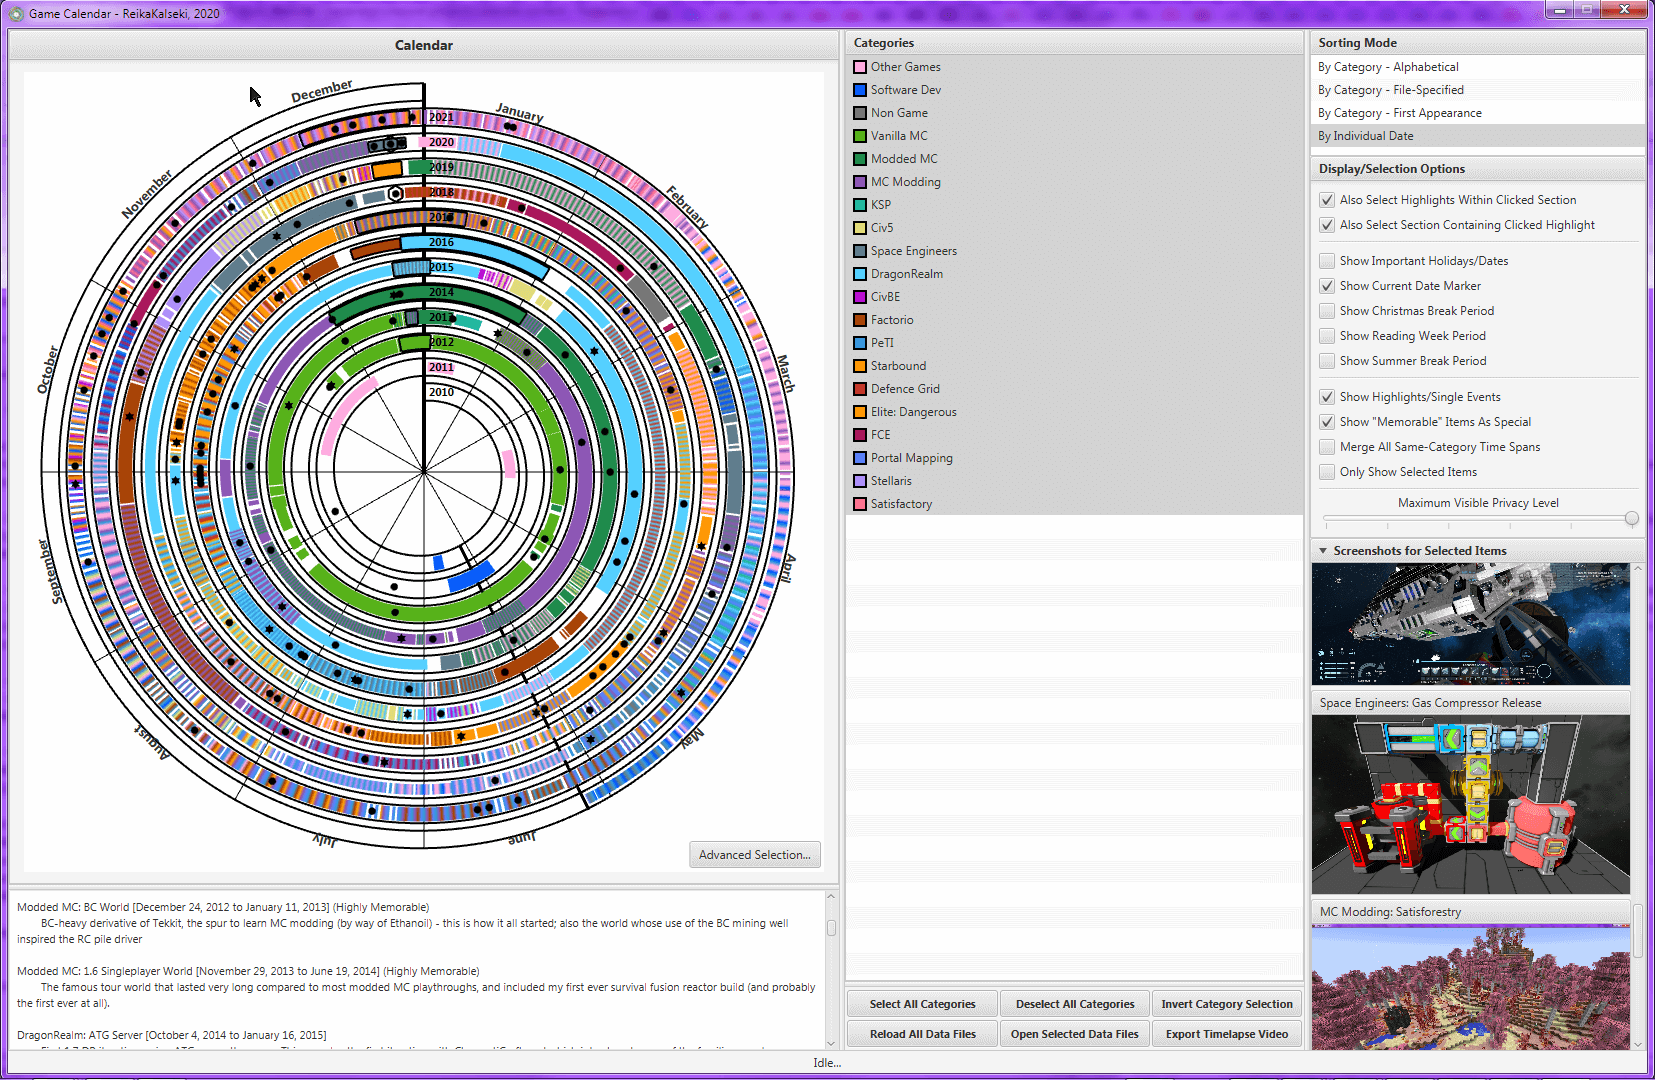 Game Calendar - ReikaKalseki, 2020
Calendar
December
January
February
March
April
May
June
July
August
September
October
November
2021
2020
2019
2018
2017
2016
2015
2014
2013
2012
2011
2010
Advanced Selection...
Modded MC: BC World [December 24, 2012 to January 11, 2013] (Highly Memorable)
BC-heavy derivative of Tekkit, the spur to learn MC modding (by way of Ethanoil) - this is how it all started; also the world whose use of the BC mining well
inspired the RC pile driver
Modded MC: 1.6 Singleplayer World [November 29, 2013 to June 19, 2014] (Highly Memorable)
The famous tour world that lasted very long compared to most modded MC playthroughs, and included my first ever survival fusion reactor build (and probably
the first ever at all).
DragonRealm: ATG Server [October 4, 2014 to January 16, 2015]
Categories
Other Games
Software Dev
Non Game
Vanilla MC
Modded MC
MC Modding
KSP
Civ5
Space Engineers
DragonRealm
CivBE
Factorio
PeTI
Starbound
Defence Grid
Elite: Dangerous
FCE
Portal Mapping
Stellaris
Satisfactory
Select All Categories
Deselect All Categories
Invert Category Selection
Reload All Data Files
Open Selected Data Files
Export Timelapse Video
Sorting Mode
By Category - Alphabetical
By Category - File-Specified
By Category - First Appearance
By Individual Date
Display/Selection Options
Also Select Highlights Within Clicked Section
Also Select Section Containing Clicked Highlight
Show Important Holidays/Dates
Show Current Date Marker
Show Christmas Break Period
Show Reading Week Period
Show Summer Break Period
Show Highlights/Single Events
Show "Memorable" Items As Special
Merge All Same-Category Time Spans
Only Show Selected Items
Maximum Visible Privacy Level
Screenshots for Selected Items
Space Engineers: Gas Compressor Release
MC Modding: Satisforestry
Idle...